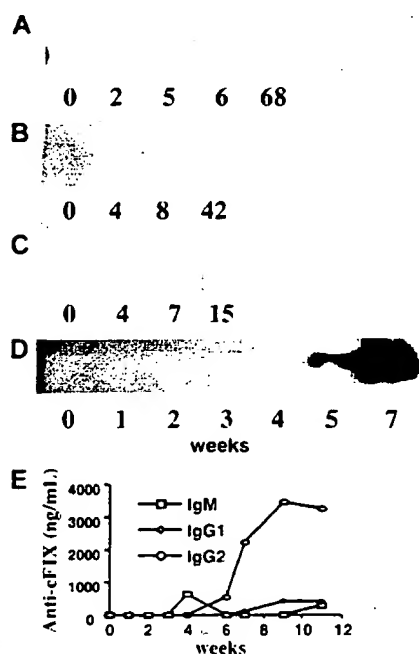 A
0 2 5 6 68
B
0 4 8 42
C
0 4 7 15
D
0 1 2 3 4 5 7
weeks
E
Anti-cFIX (ng/mL)
4000
3000
2000
1000
0
IgM
IgG1
IgG2
0 2 4 6 8 10 12
weeks